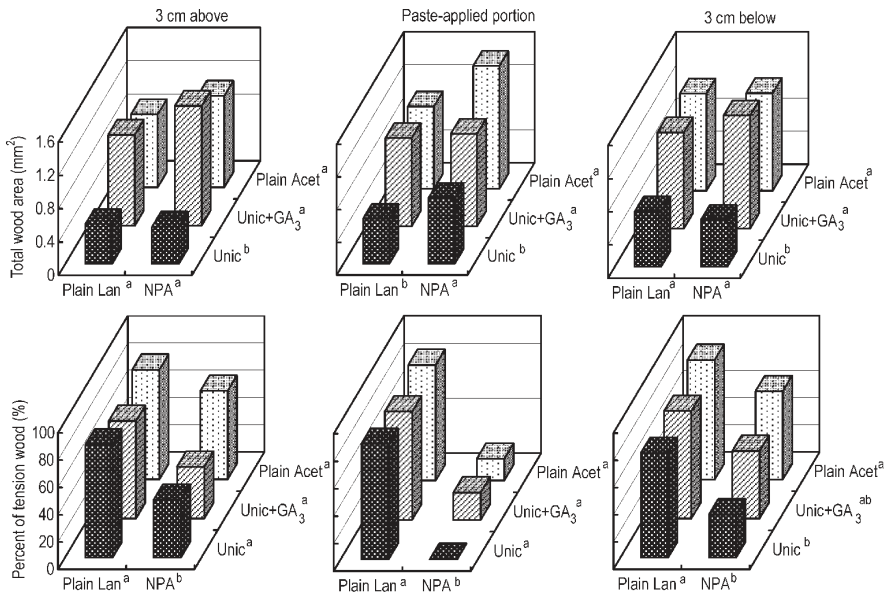 3 cm above
Paste-applied portion
3 cm below
Total wood area (mm²)
1.6
1.2
0.8
0.4
0
Plain Acet a
Unic+GA3 a
Unic b
Plain Lan a
NPA a
Plain Acet a
Unic+GA3 a
Unic b
Plain Lan b
NPA a
Plain Acet a
Unic+GA3 a
Unic b
Plain Lan a
NPA a
Percent of tension wood (%)
100
80
60
40
20
0
Plain Acet a
Unic+GA3 a
Unic a
Plain Lan a
NPA b
Plain Acet a
Unic+GA3 a
Unic a
Plain Lan a
NPA b
Plain Acet a
Unic+GA3 ab
Unic b
Plain Lan a
NPA b